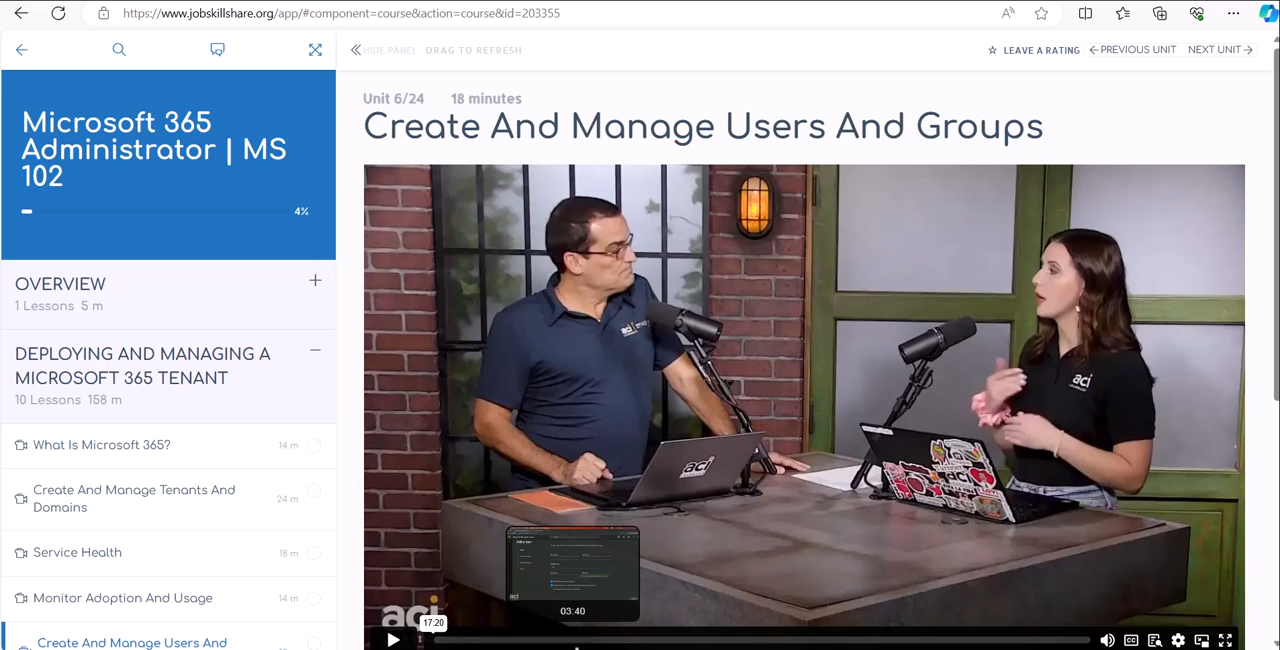 https://www.jobskillshare.org/app/#component=course&action=course&id=203355
HIDE PANEL DRAG TO REFRESH
LEAVE A RATING
PREVIOUS UNIT
NEXT UNIT
Microsoft 365
Administrator | MS
102
4%
OVERVIEW
1 Lessons 5 m
DEPLOYING AND MANAGING A
MICROSOFT 365 TENANT
10 Lessons 158 m
What Is Microsoft 365?
14 m
Create And Manage Tenants And
Domains
24 m
Service Health
18 m
Monitor Adoption And Usage
14 m
Create And Manage Users And
Unit 6/24 18 minutes
Create And Manage Users And Groups
aci
aci
aci
aci
03:40
aci
17:20